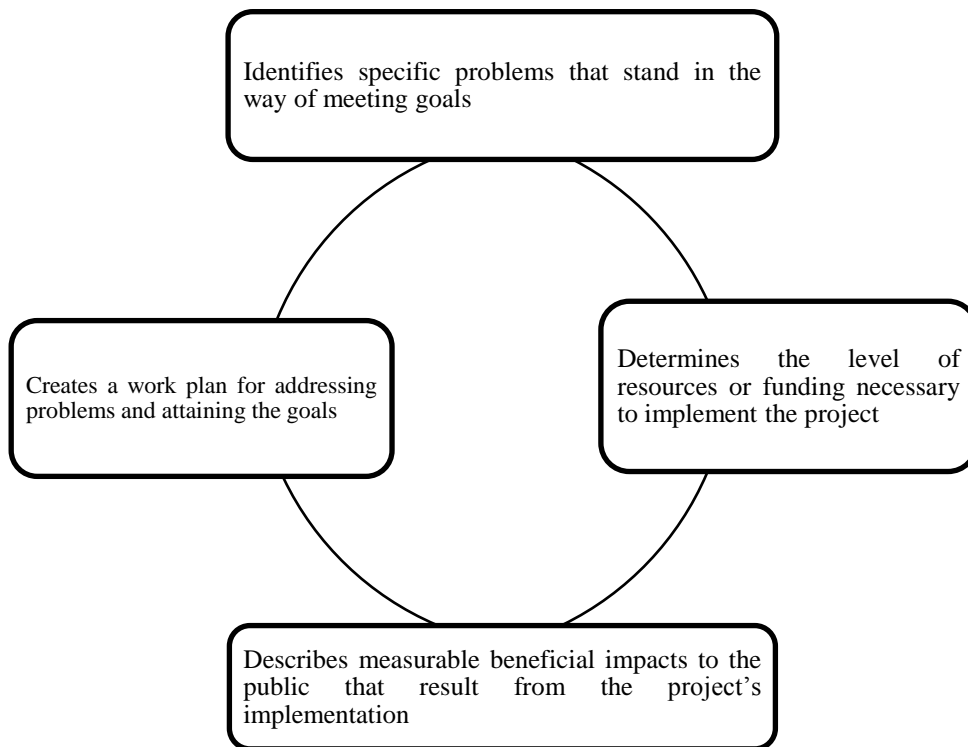 Identifies specific problems that stand in the
way of meeting goals
Determines the level of
resources or funding necessary
to implement the project
Creates a work plan for addressing
problems and attaining the goals
Describes measurable beneficial impacts to the
public that result from the project's
implementation